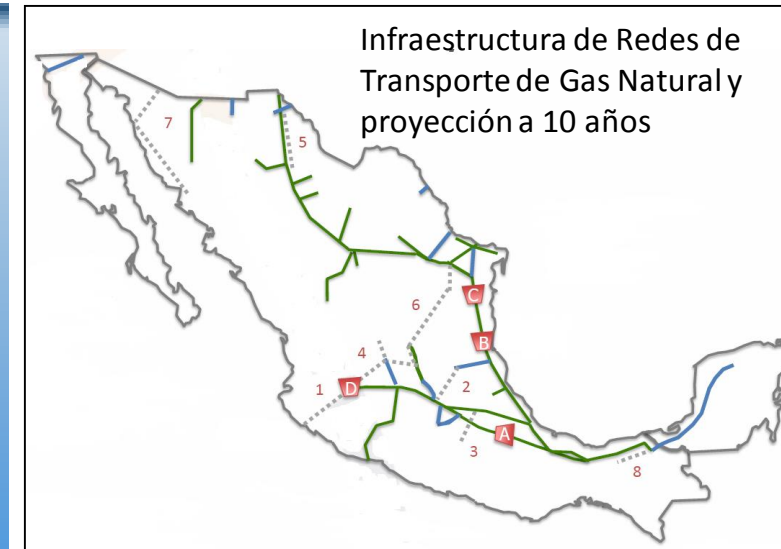 Infraestructura de Redes de
Transporte de Gas Natural y
proyección a 10 años
7
5
C
6
B
4
1
D
2
A
3
8